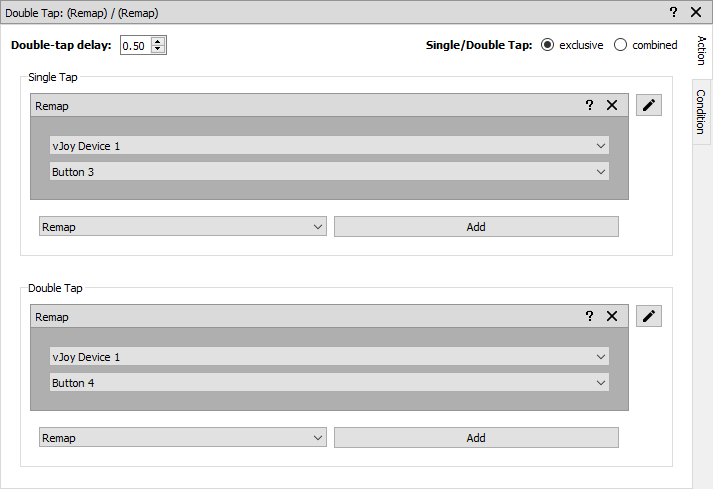 Double Tap: (Remap) / (Remap) ?
Double-tap delay: 0.50 Single/Double Tap: exclusive combined
Action
Condition
Single Tap
Remap ?
vJoy Device 1
Button 3
Remap Add
Double Tap
Remap ?
vJoy Device 1
Button 4
Remap Add